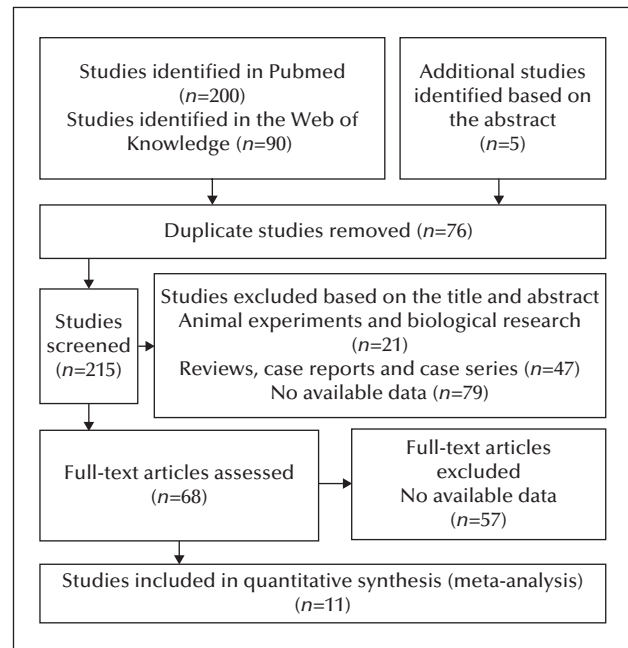 Studies identified in Pubmed
(n=200)
Studies identified in the Web of
Knowledge (n=90)
Additional studies
identified based on
the abstract
(n=5)
Duplicate studies removed (n=76)
Studies
screened
(n=215)
Studies excluded based on the title and abstract
Animal experiments and biological research
(n=21)
Reviews, case reports and case series (n=47)
No available data (n=79)
Full-text articles assessed
(n=68)
Full-text articles
excluded
No available data
(n=57)
Studies included in quantitative synthesis (meta-analysis)
(n=11)